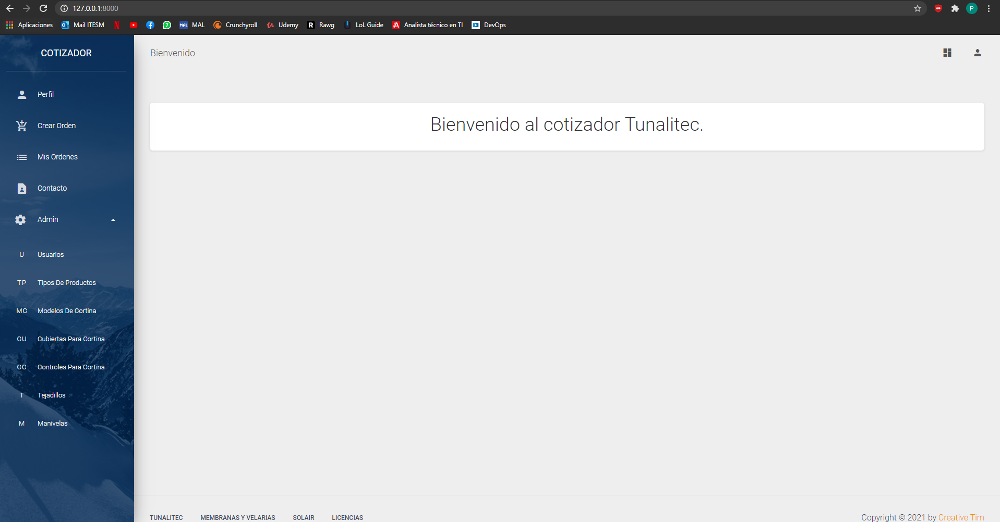 127.0.0.1:8000
P
Aplicaciones Mail ITESM MAL MAL Crunchyroll Udemy R Rawg LoL Guide Analista técnico en TI DevOps
COTIZADOR
Bienvenido
Perfil
Bienvenido al cotizador Tunalitec.
Crear Orden
Mis Ordenes
Contacto
Admin
U Usuarios
TP Tipos De Productos
MC Modelos De Cortina
CU Cubiertas Para Cortina
CC Controles Para Cortina
T Tejadillos
M Manivelas
TUNALITEC MEMBRANAS Y VELARIAS SOLAIR LICENCIAS
Copyright © 2021 by Creative Tim